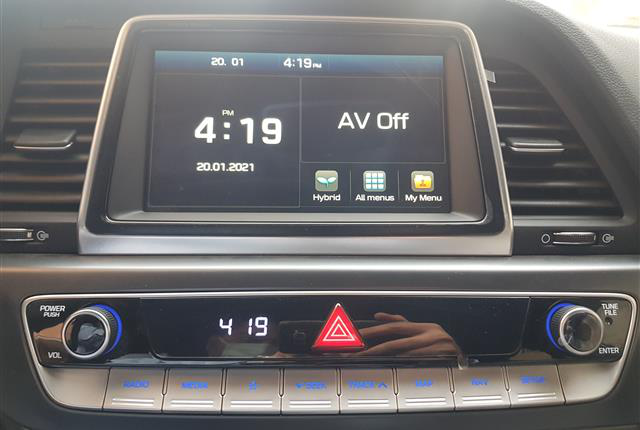 20. 01 4:19 PM
PM
4:19
20.01.2021
AV Off
Hybrid All menus My Menu
POWER
PUSH
VOL
4 19
TUNE
FILE
ENTER
RADIO MEDIA SEEK TRACK MAP NAV SETUP